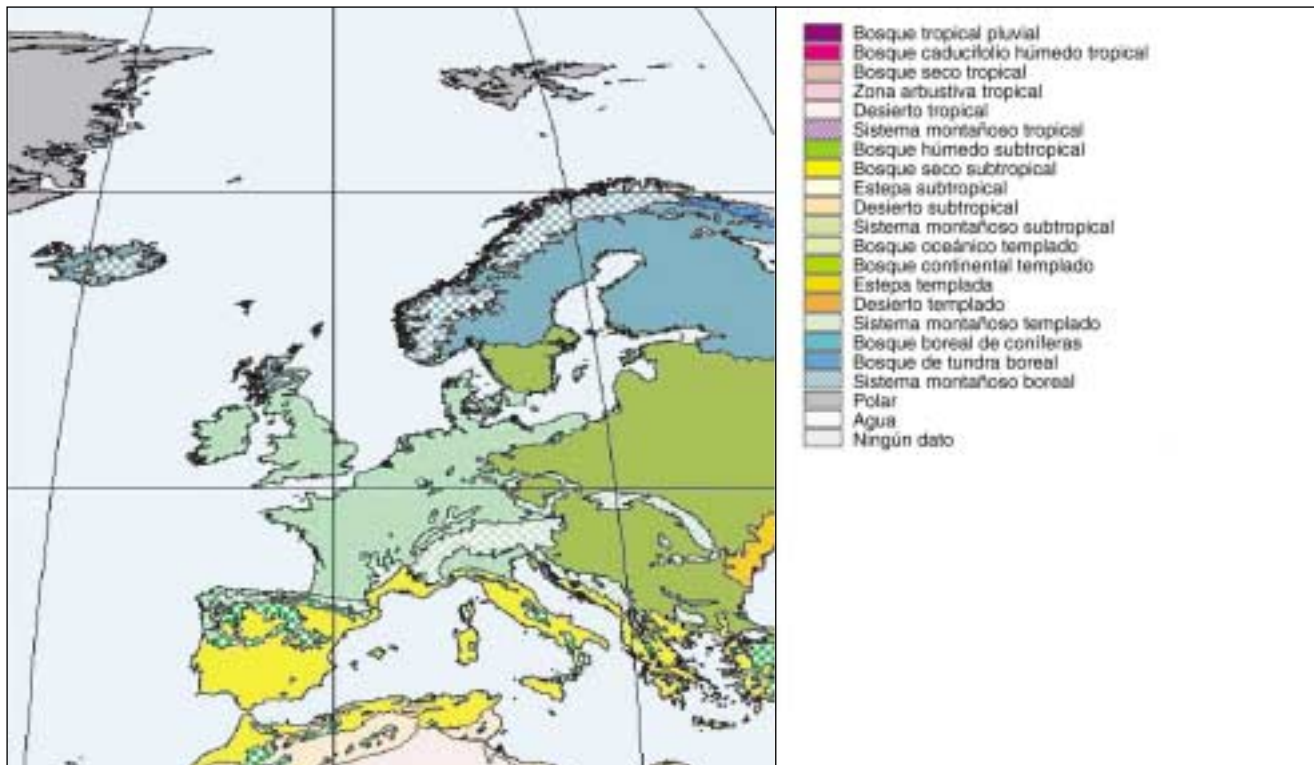 Bosque tropical pluvial
Bosque caducifolio húmedo tropical
Bosque seco tropical
Zona arbustiva tropical
Desierto tropical
Sistema montañoso tropical
Bosque húmedo subtropical
Bosque seco subtropical
Estepa subtropical
Desierto subtropical
Sistema montañoso subtropical
Bosque oceánico templado
Bosque continental templado
Estepa templada
Desierto templado
Sistema montañoso templado
Bosque boreal de coníferas
Bosque de tundra boreal
Sistema montañoso boreal
Polar
Agua
Ningún dato